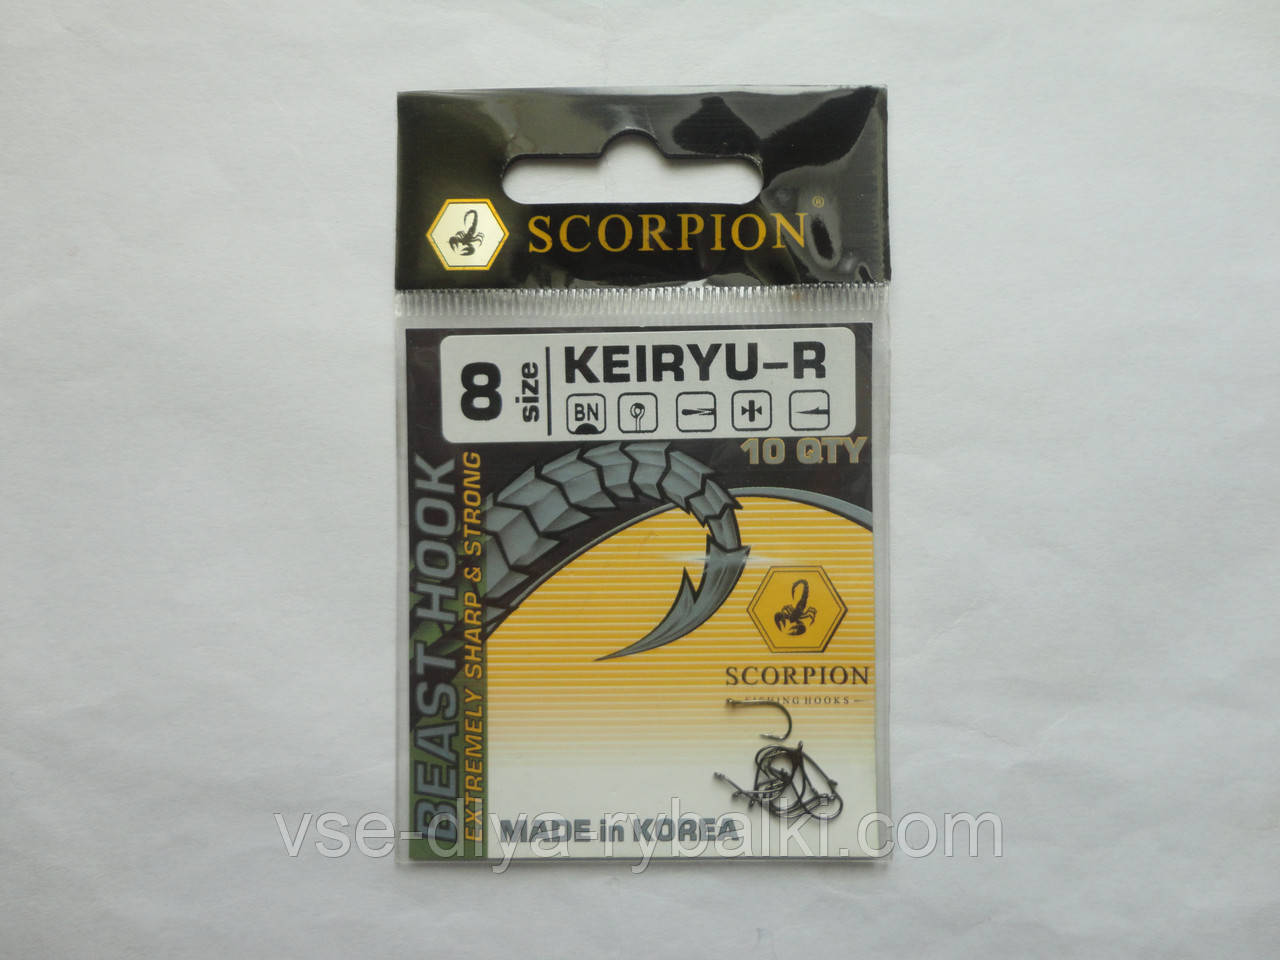 SCORPION®
8 size
KEIRYU-R
BN
10 QTY
BEAST HOOK
EXTREMELY SHARP & STRONG
SCORPION
FISHING HOOKS
MADE in KOREA
vse-dlya-rybalki.com